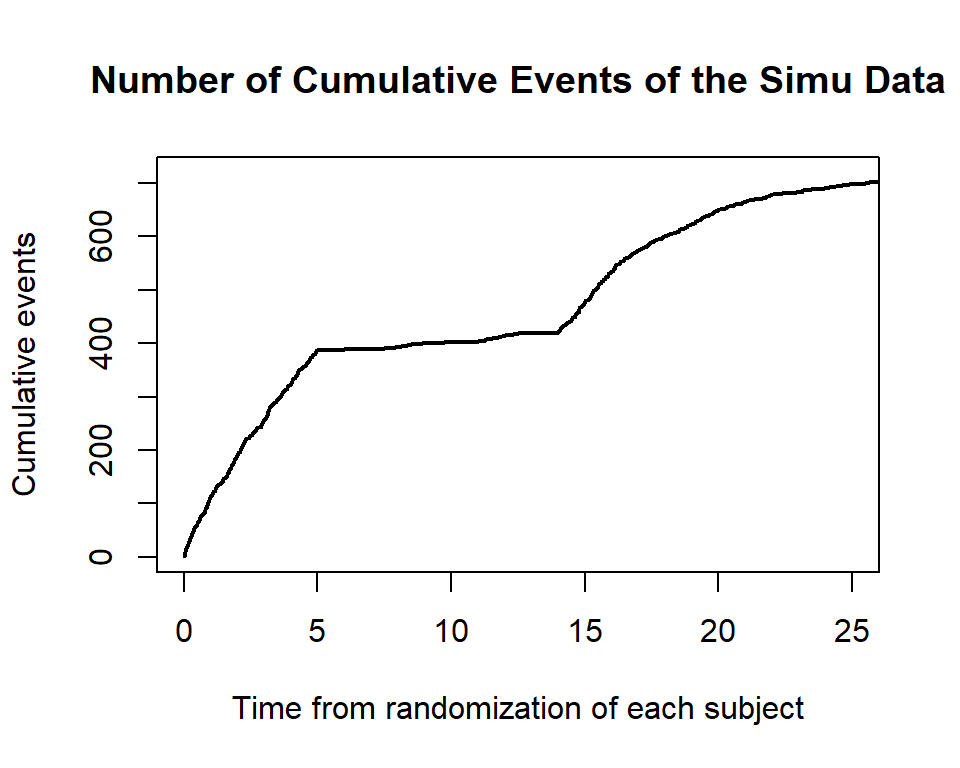 Number of Cumulative Events of the Simu Data
Cumulative events
600
400
200
0
0 5 10 15 20 25
Time from randomization of each subject